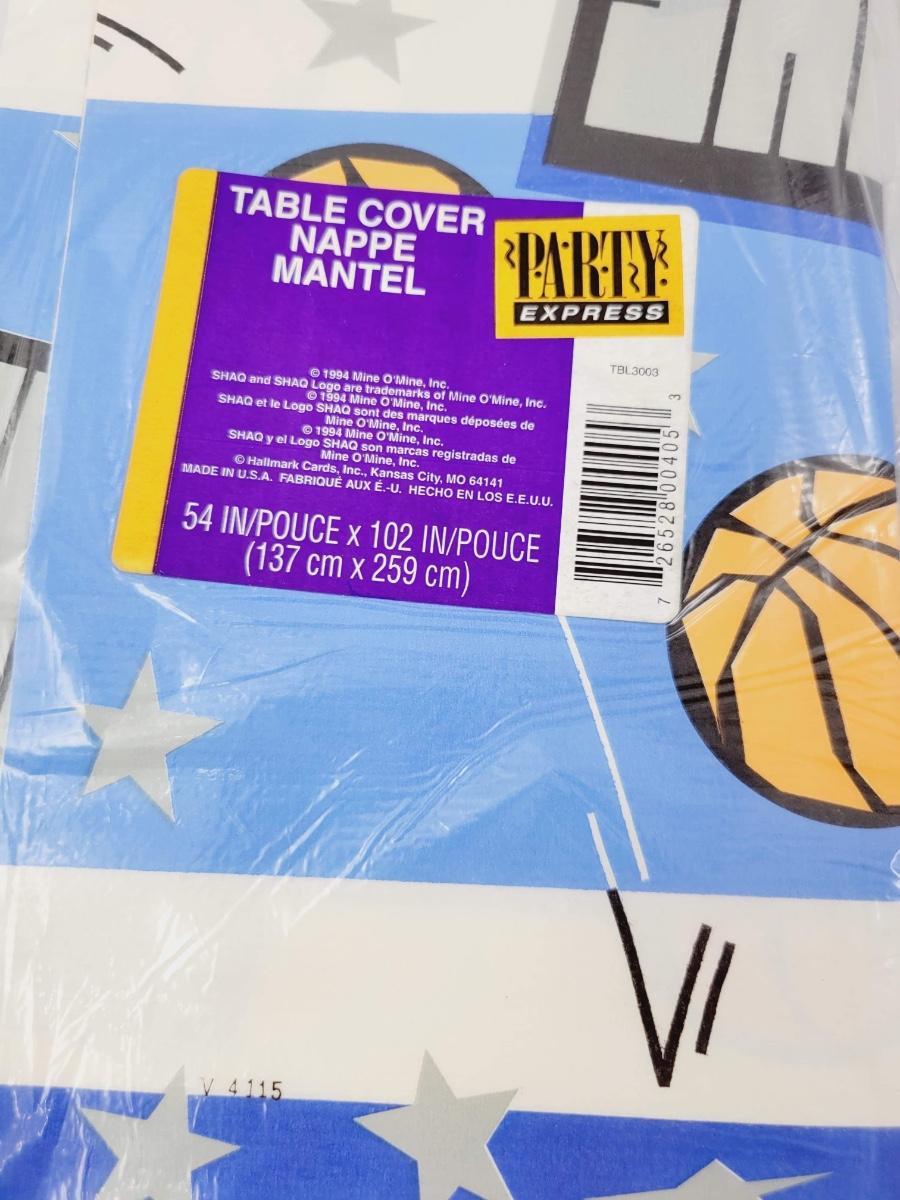 TABLE COVER
NAPPE
MANTEL
PARTY
EXPRESS
TBL3003
© 1994 Mine O'Mine, Inc.
SHAQ and SHAQ Logo are trademarks of Mine O'Mine, Inc.
© 1994 Mine O'Mine, Inc.
SHAQ et le Logo SHAQ sont des marques déposées de
Mine O'Mine, Inc.
© 1994 Mine O'Mine, Inc.
SHAQ y el Logo SHAQ son marcas registradas de
Mine O'Mine, Inc.
© Hallmark Cards, Inc., Kansas City, MO 64141
MADE IN U.S.A. FABRIQUÉ AUX É.-U. HECHO EN LOS E.E.U.U.
54 IN/POUCE x 102 IN/POUCE
(137 cm x 259 cm)
7 26528 00405 3
V 4115